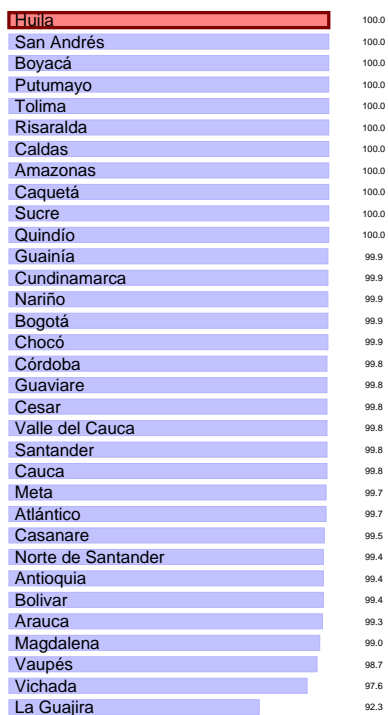 Huila 100.0
San Andrés 100.0
Boyacá 100.0
Putumayo 100.0
Tolima 100.0
Risaralda 100.0
Caldas 100.0
Amazonas 100.0
Caquetá 100.0
Sucre 100.0
Quindío 100.0
Guainía 99.9
Cundinamarca 99.9
Nariño 99.9
Bogotá 99.9
Chocó 99.9
Córdoba 99.8
Guaviare 99.8
Cesar 99.8
Valle del Cauca 99.8
Santander 99.8
Cauca 99.8
Meta 99.7
Atlántico 99.7
Casanare 99.5
Norte de Santander 99.4
Antioquia 99.4
Bolivar 99.4
Arauca 99.3
Magdalena 99.0
Vaupés 98.7
Vichada 97.6
La Guajira 92.3